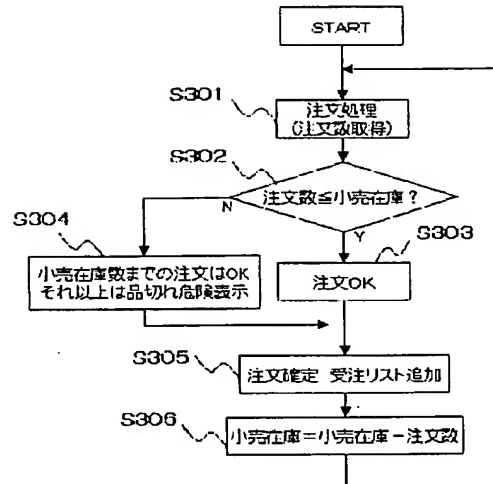 START
S301
注文処理
(注文数取得)
S302
注文数≦小売在庫？
N
Y
S304
S303
小売在庫数までの注文はOK
それ以上は品切れ危険表示
注文OK
S305
注文確定 受注リスト追加
S306
小売在庫＝小売在庫－注文数